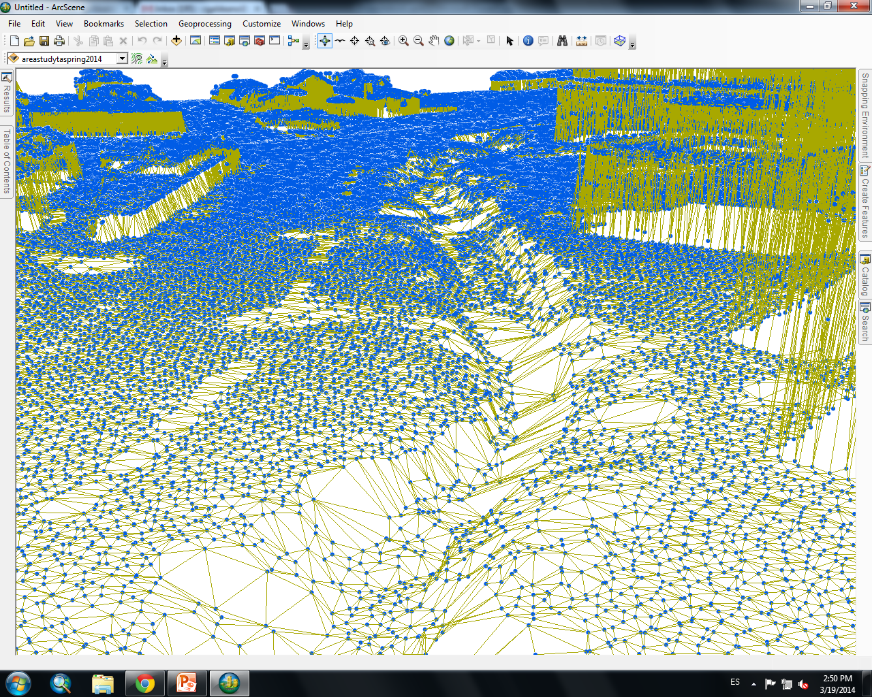 Untitled - ArcScene
File Edit View Bookmarks Selection Geoprocessing Customize Windows Help
areastudytaspring2014
Results
Table of Contents
Snapping Environment
Create Features
Catalog
Search
ES
2:50 PM
3/19/2014